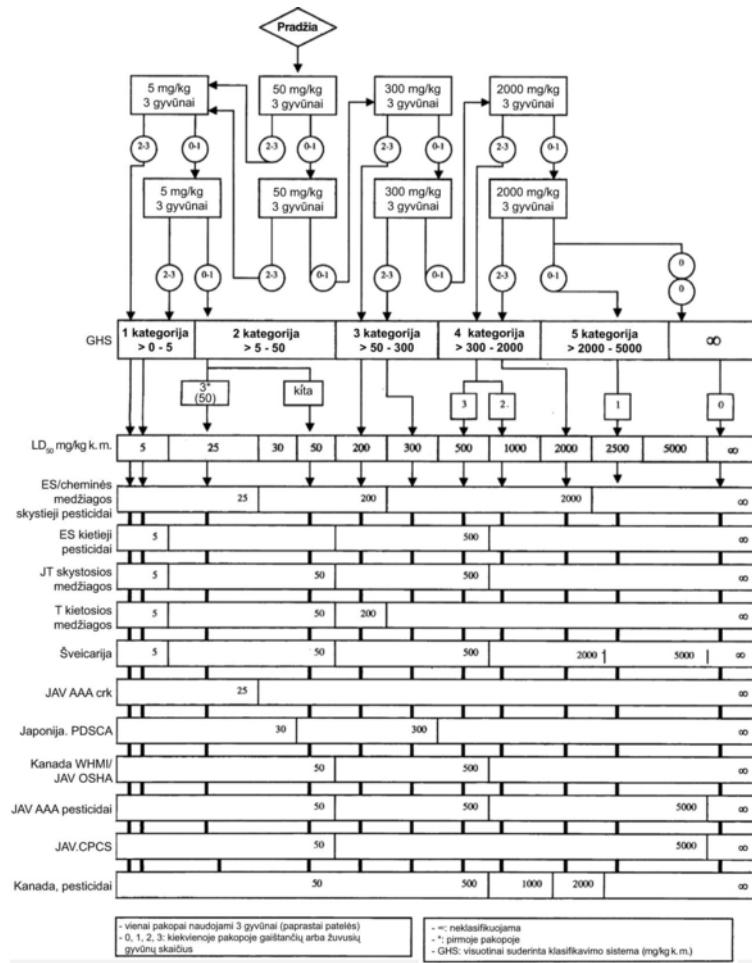 Pradžia
5 mg/kg
3 gyvūnai
50 mg/kg
3 gyvūnai
300 mg/kg
3 gyvūnai
2000 mg/kg
3 gyvūnai
2-3 0-1 2-3 0-1 2-3 0-1 2-3 0-1
5 mg/kg
3 gyvūnai
50 mg/kg
3 gyvūnai
300 mg/kg
3 gyvūnai
2000 mg/kg
3 gyvūnai
2-3 0-1 2-3 0-1 2-3 0-1 2-3 0-1 0
0
GHS
1 kategorija
> 0 - 5
2 kategorija
> 5 - 50
3 kategorija
> 50 - 300
4 kategorija
> 300 - 2000
5 kategorija
> 2000 - 5000
∞
3*
(50)
kita
3 2. 1 0
LD50 mg/kg k. m. 5 25 30 50 200 300 500 1000 2000 2500 5000 ∞
ES/cheminės
medžiagos
skystieji pesticidai
25 200 2000 ∞
ES kietieji
pesticidai
5 500 ∞
JT skystosios
medžiagos
5 50 500 ∞
T kietosios
medžiagos
5 50 200 ∞
Šveicarija 5 50 500 2000 5000 ∞
JAV AAA crk 25 ∞
Japonija. PDSCA 30 300 ∞
Kanada WHMI/
JAV OSHA
50 500 ∞
JAV AAA pesticidai 50 500 5000 ∞
JAV.CPCS 50 5000 ∞
Kanada, pesticidai 50 500 1000 2000 ∞
- vienai pakopai naudojami 3 gyvūnai (paprastai patelės)
- 0, 1, 2, 3: kiekvienoje pakopoje gaištančių arba žuvusių
gyvūnų skaičius
- ∞: neklasifikuojama
- *: pirmoje pakopoje
- GHS: visuotinai suderinta klasifikavimo sistema (mg/kg k. m.)